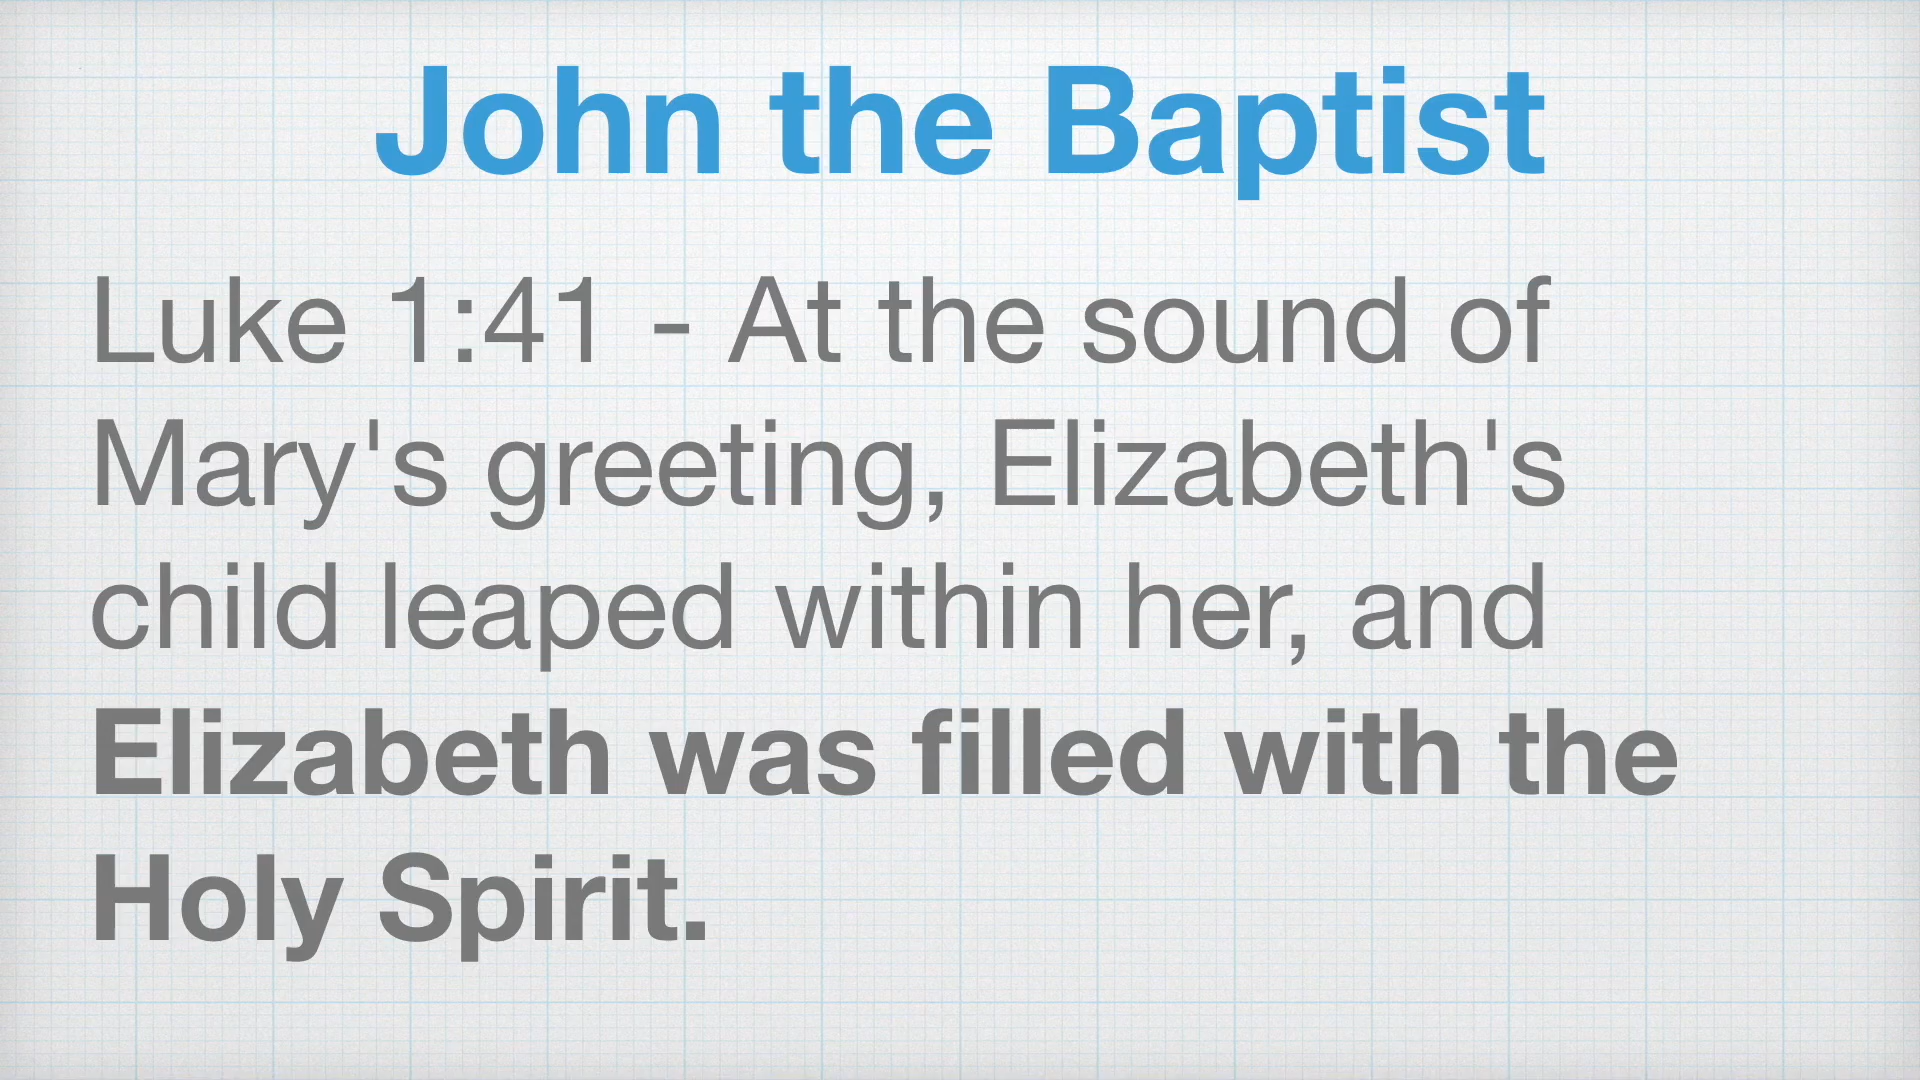 John the Baptist
Luke 1:41 - At the sound of
Mary's greeting, Elizabeth's
child leaped within her, and
Elizabeth was filled with the
Holy Spirit.